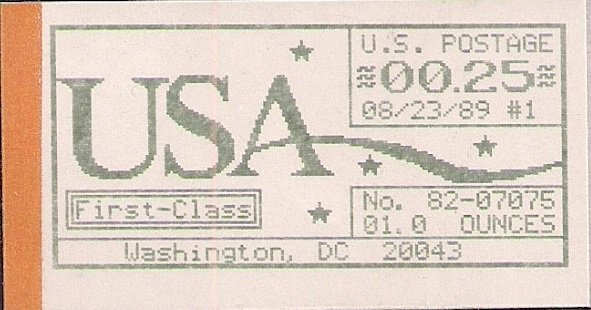 U.S. POSTAGE
00.25
08/23/89 #1
USA
First-Class
No. 82-07075
01.0 OUNCES
Washington, DC 20043